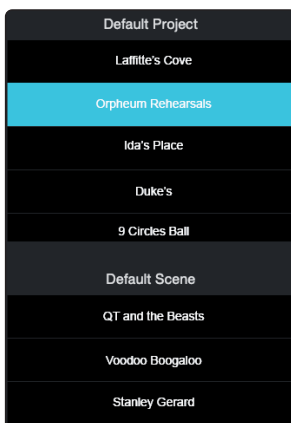 Default Project
Laffitte's Cove
Orpheum Rehearsals
Ida's Place
Duke's
9 Circles Ball
Default Scene
QT and the Beasts
Voodoo Boogaloo
Stanley Gerard